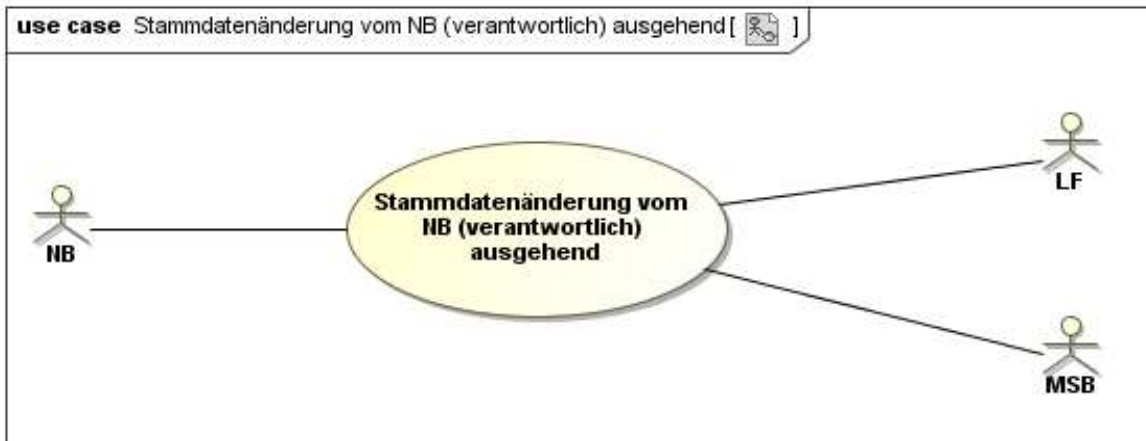 use case Stammdatenänderung vom NB (verantwortlich) ausgehend [ ]
LF
Stammdatenänderung vom
NB (verantwortlich)
ausgehend
NB
MSB